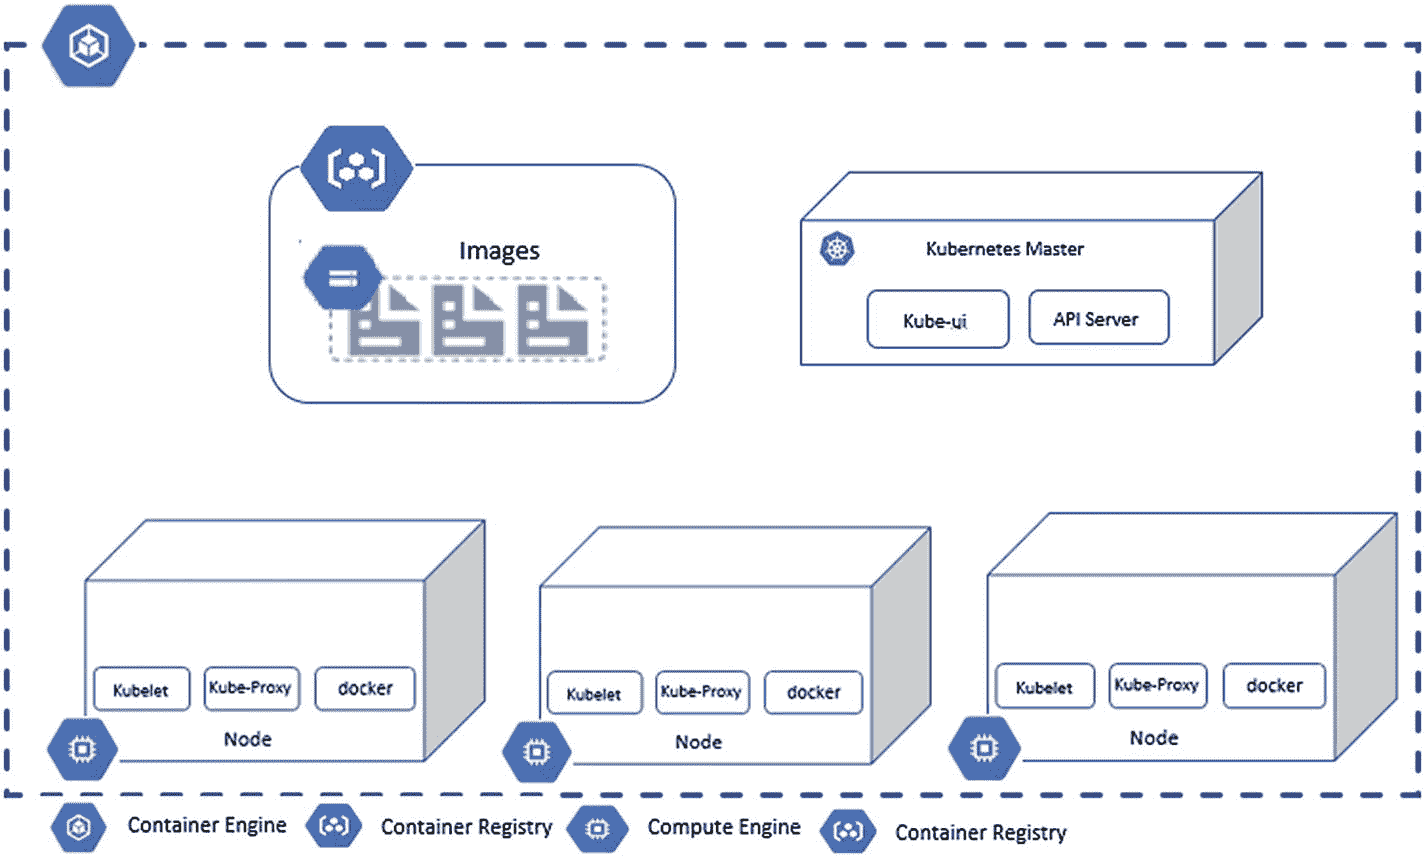 Images
Kubernetes Master
Kube-ui
API Server
Kubelet
Kube-Proxy
docker
Node
Kubelet
Kube-Proxy
docker
Node
Kubelet
Kube-Proxy
docker
Node
Container Engine
Container Registry
Compute Engine
Container Registry